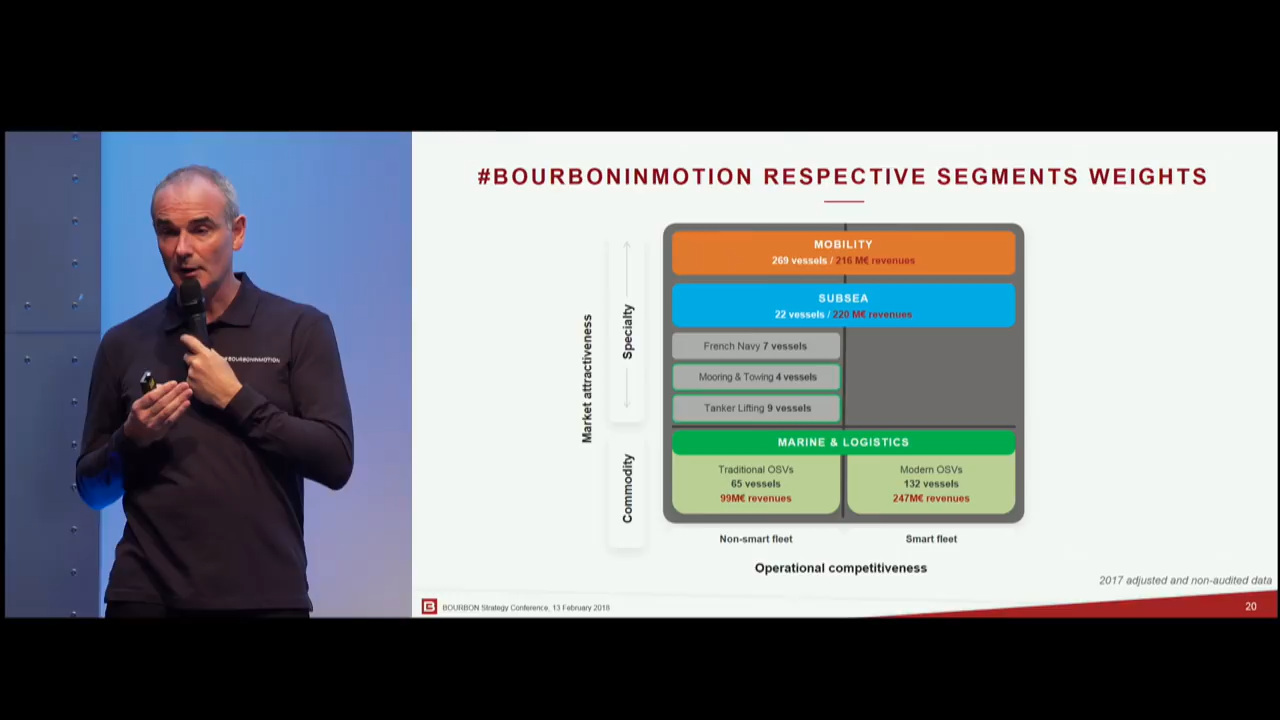 #BOURBONINMOTION RESPECTIVE SEGMENTS WEIGHTS
MOBILITY
269 vessels / 216 M€ revenues
SUBSEA
22 vessels / 220 M€ revenues
French Navy 7 vessels
Mooring & Towing 4 vessels
Tanker Lifting 9 vessels
MARINE & LOGISTICS
Traditional OSVs
65 vessels
99M€ revenues
Modern OSVs
132 vessels
247M€ revenues
Market attractiveness
Specialty
Commodity
Non-smart fleet
Smart fleet
Operational competitiveness
2017 adjusted and non-audited data
BOURBON Strategy Conference, 13 February 2018
20
#BOURBONINMOTION